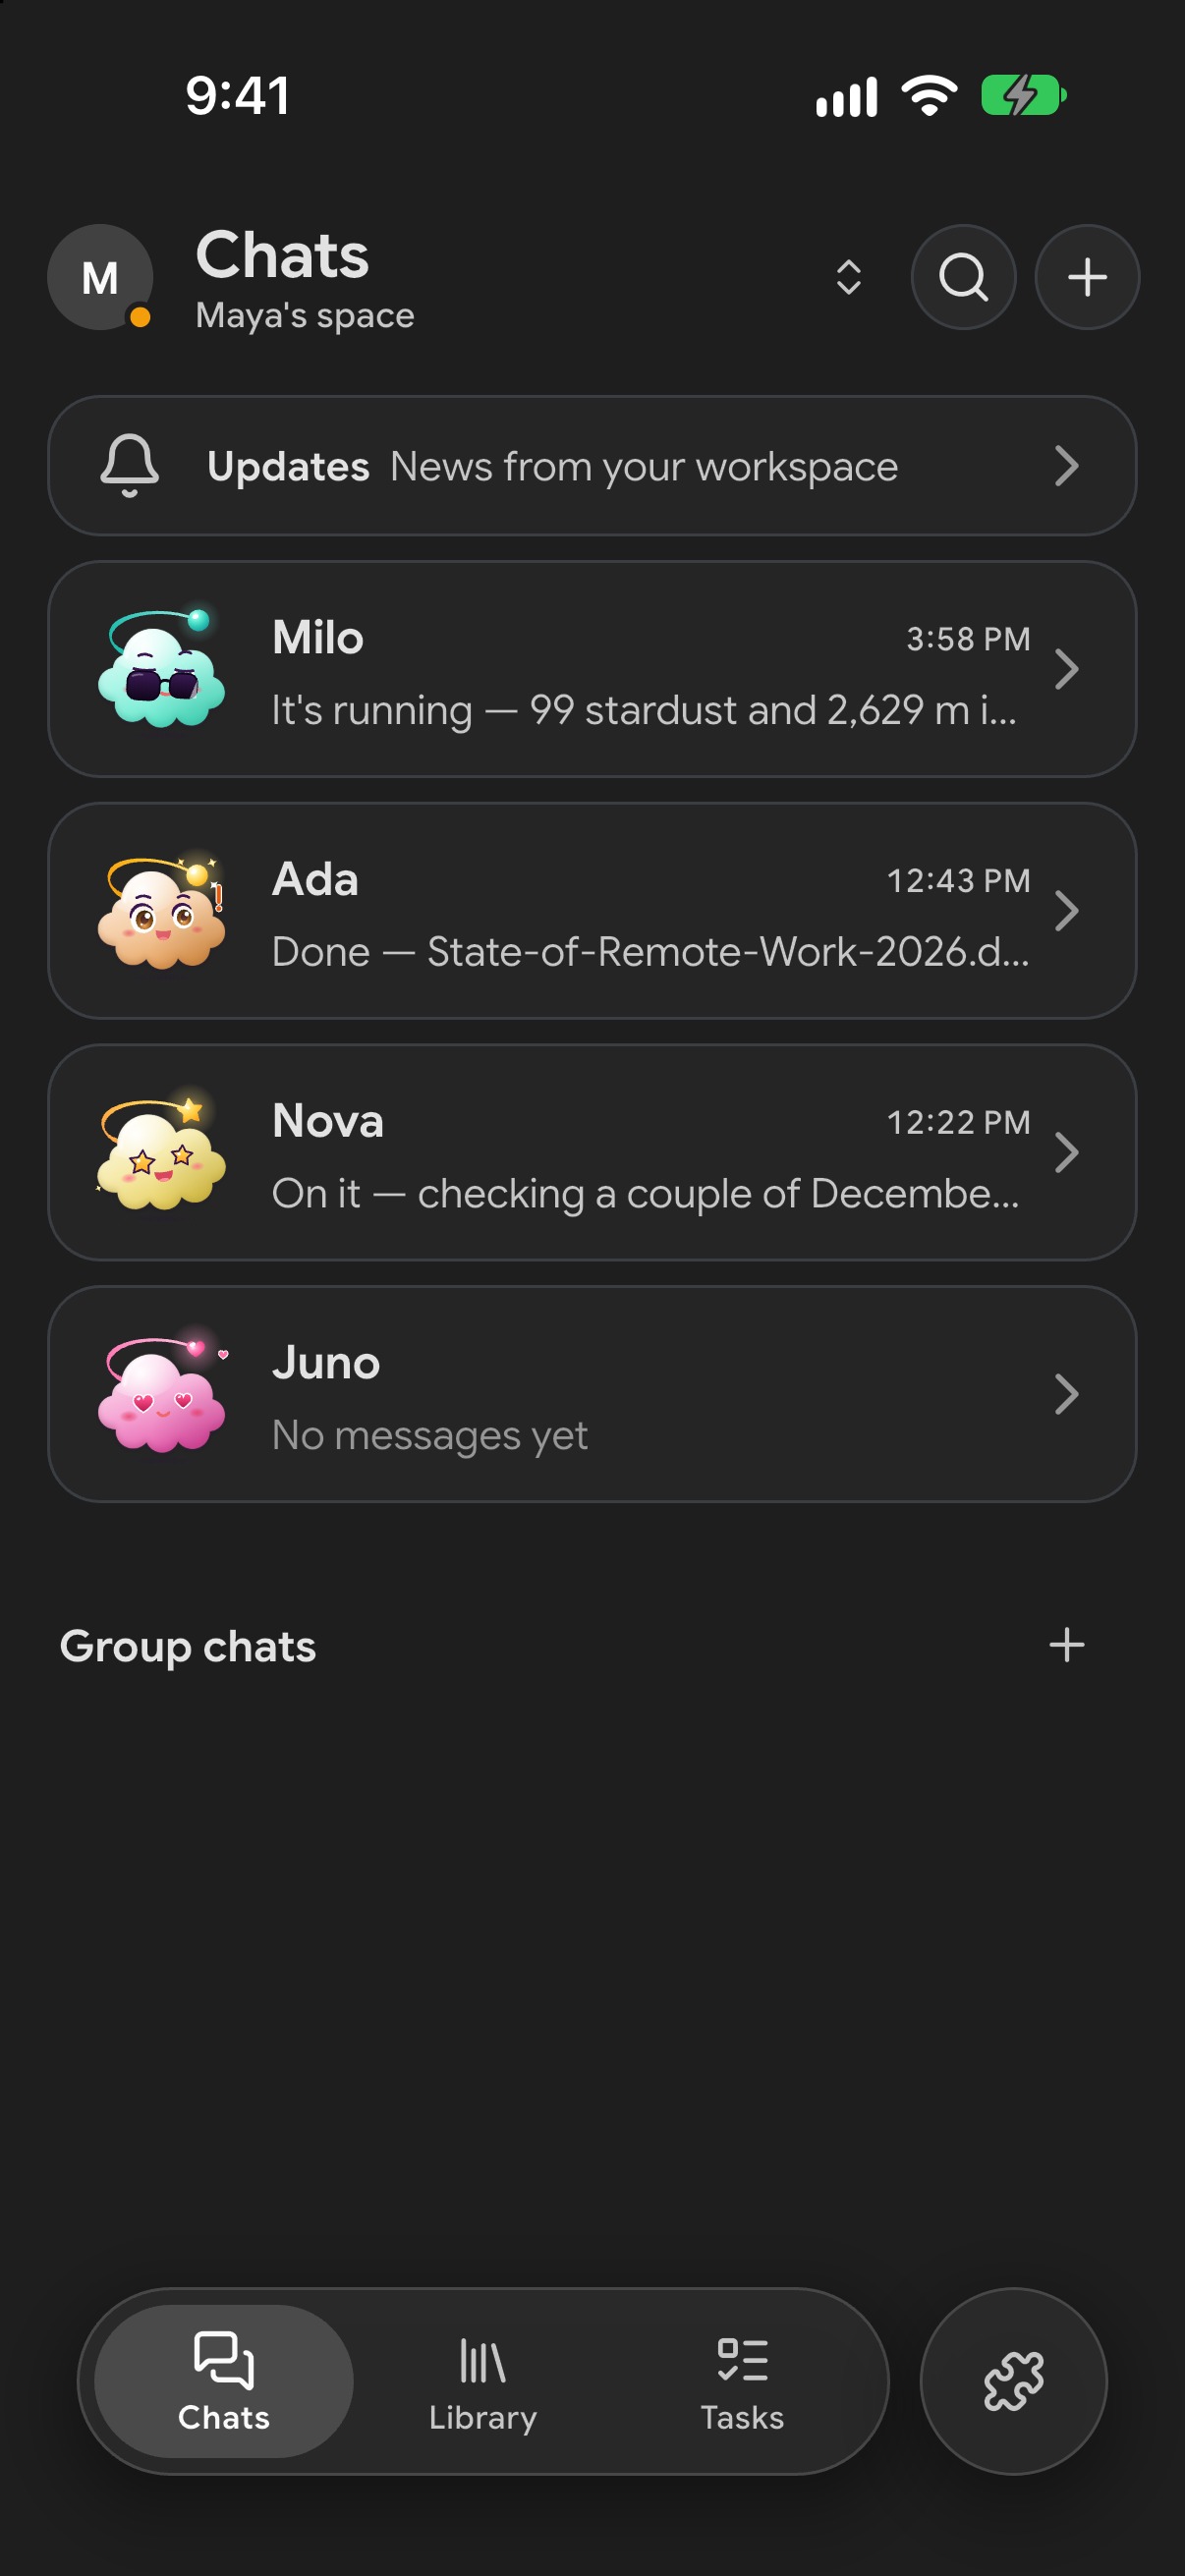 9:41
M
Chats
Maya's space
Updates News from your workspace
Milo
3:58 PM
It's running — 99 stardust and 2,629 m i...
Ada
12:43 PM
Done — State-of-Remote-Work-2026.d...
Nova
12:22 PM
On it — checking a couple of Decembe...
Juno
No messages yet
Group chats
Chats
Library
Tasks